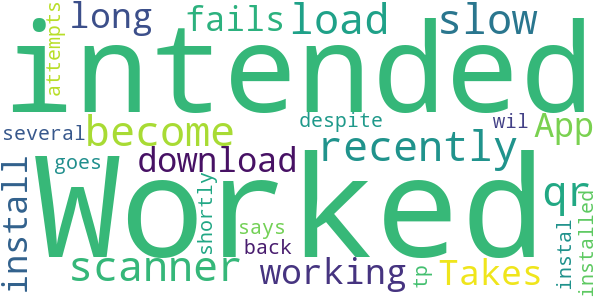 attempts
long
fails
load
slow
intended
several
become
despite
wil
App
goes
download
recently
install
Worked
shortly
says
back
qr
scanner
working
tp
Takes
instal
installed